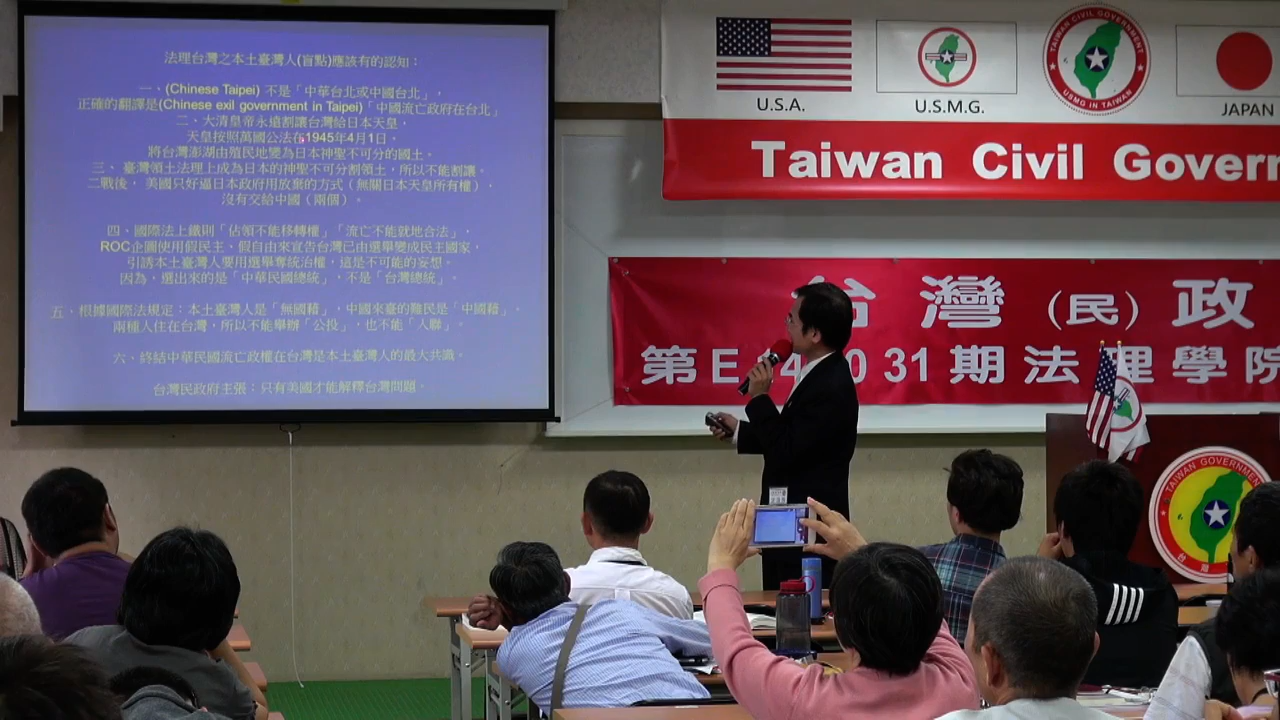 法理台灣之本土臺灣人(盲點)應該有的認知：
一、(Chinese Taipei) 不是「中華台北或中國台北」，
正確的翻譯是(Chinese exil government in Taipei)「中國流亡政府在台北」
二、大清皇帝永遠割讓台灣給日本天皇，
天皇按照萬國公法在1945年4月1日，
將台灣澎湖由殖民地變為日本神聖不可分的國土。
三、臺灣領土法理上成為日本的神聖不可分割領土，所以不能割讓。
二戰後，美國只好逼日本政府用放棄的方式（無關日本天皇所有權），
沒有交給中國（兩個）。
四、國際法上鐵則「佔領不能移轉權」「流亡不能就地合法」，
ROC企圖使用假民主、假自由來宣告台灣已由選舉變成民主國家，
引誘本土臺灣人要用選舉奪統治權，這是不可能的妄想。
因為，選出來的是「中華民國總統」，不是「台灣總統」。
五、根據國際法規定：本土臺灣人是「無國籍」，中國來臺的難民是「中國籍」，
兩種人住在台灣，所以不能舉辦「公投」，也不能「入聯」。
六、終結中華民國流亡政權在台灣是本土臺灣人的最大共識。
台灣民政府主張：只有美國才能解釋台灣問題。
U.S.A.
U.S.M.G.
TAIWAN CIVIL GOVERNMENT
USMG IN TAIWAN
JAPAN
Taiwan Civil Govern
台灣(民)政
第E 4 0 31期法理學院
TAIWAN GOVERNMENT
台